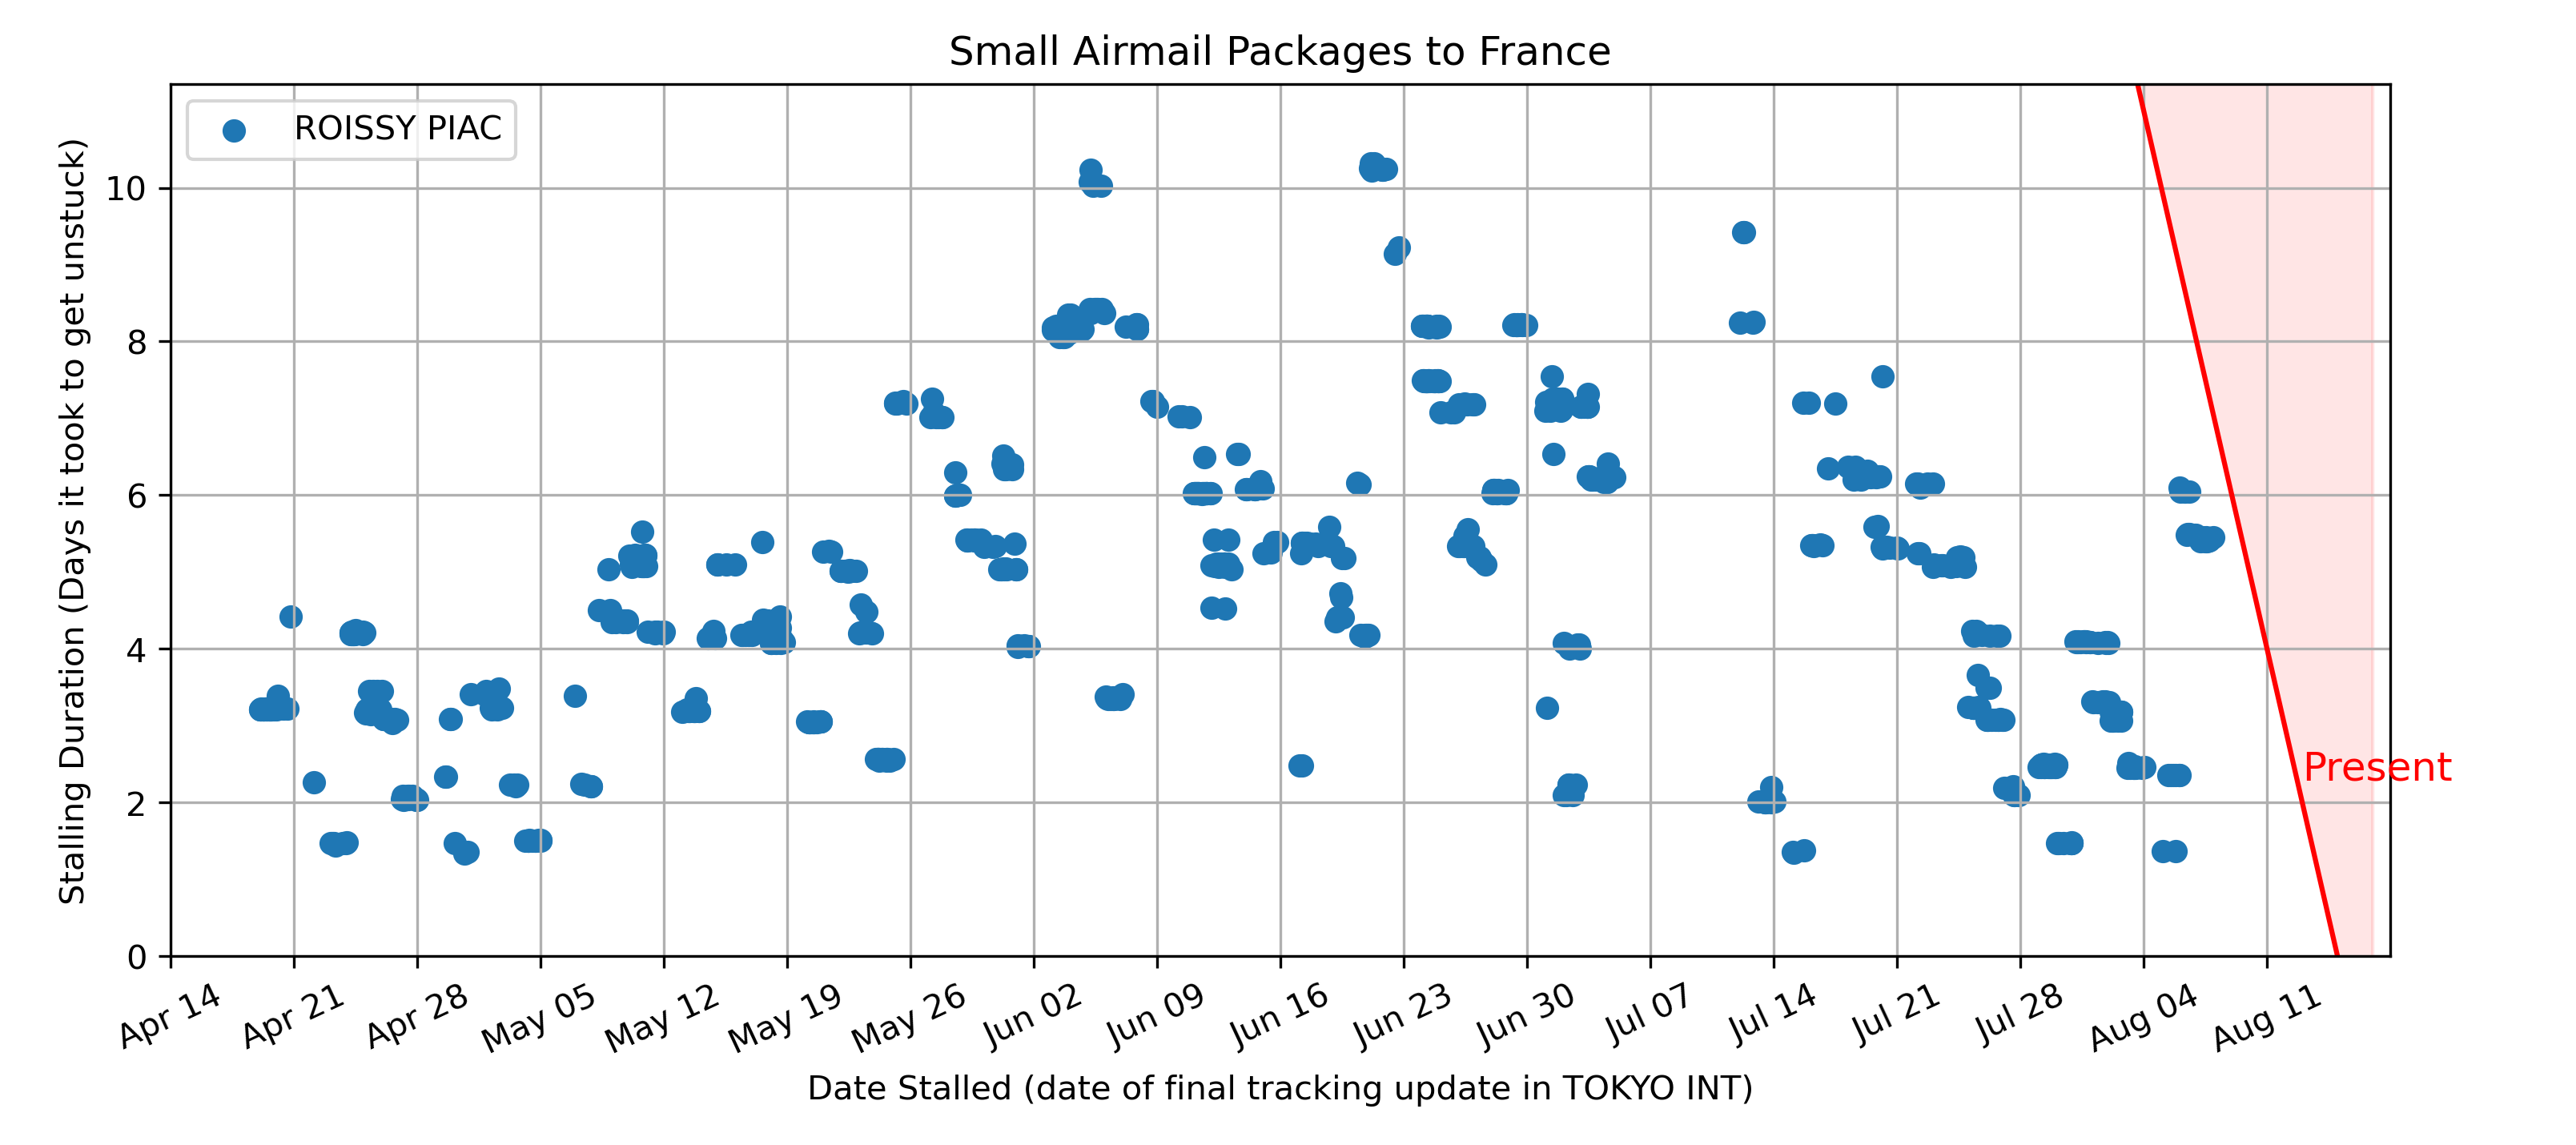 Small Airmail Packages to France
ROISSY PIAC
Stalling Duration (Days it took to get unstuck)
10
8
6
4
2
0
Present
Apr 14
Apr 21
Apr 28
May 05
May 12
May 19
May 26
Jun 02
Jun 09
Jun 16
Jun 23
Jun 30
Jul 07
Jul 14
Jul 21
Jul 28
Aug 04
Aug 11
Date Stalled (date of final tracking update in TOKYO INT)